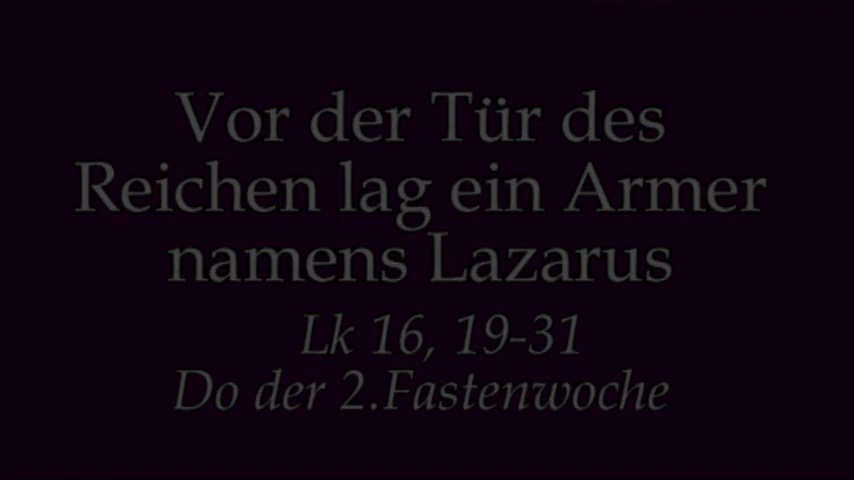 Vor der Tür des
Reichen lag ein Armer
namens Lazarus
Lk 16, 19-31
Do der 2.Fastenwoche